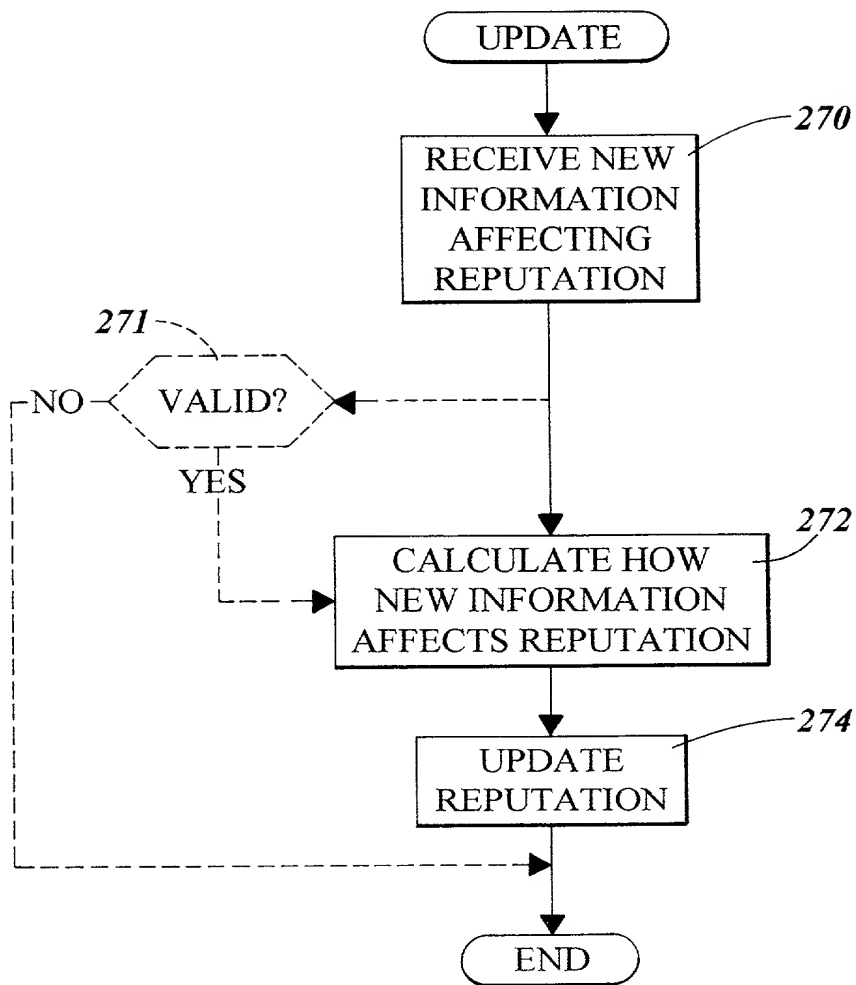 UPDATE
270
RECEIVE NEW
INFORMATION
AFFECTING
REPUTATION
271
NO
VALID?
YES
272
CALCULATE HOW
NEW INFORMATION
AFFECTS REPUTATION
274
UPDATE
REPUTATION
END